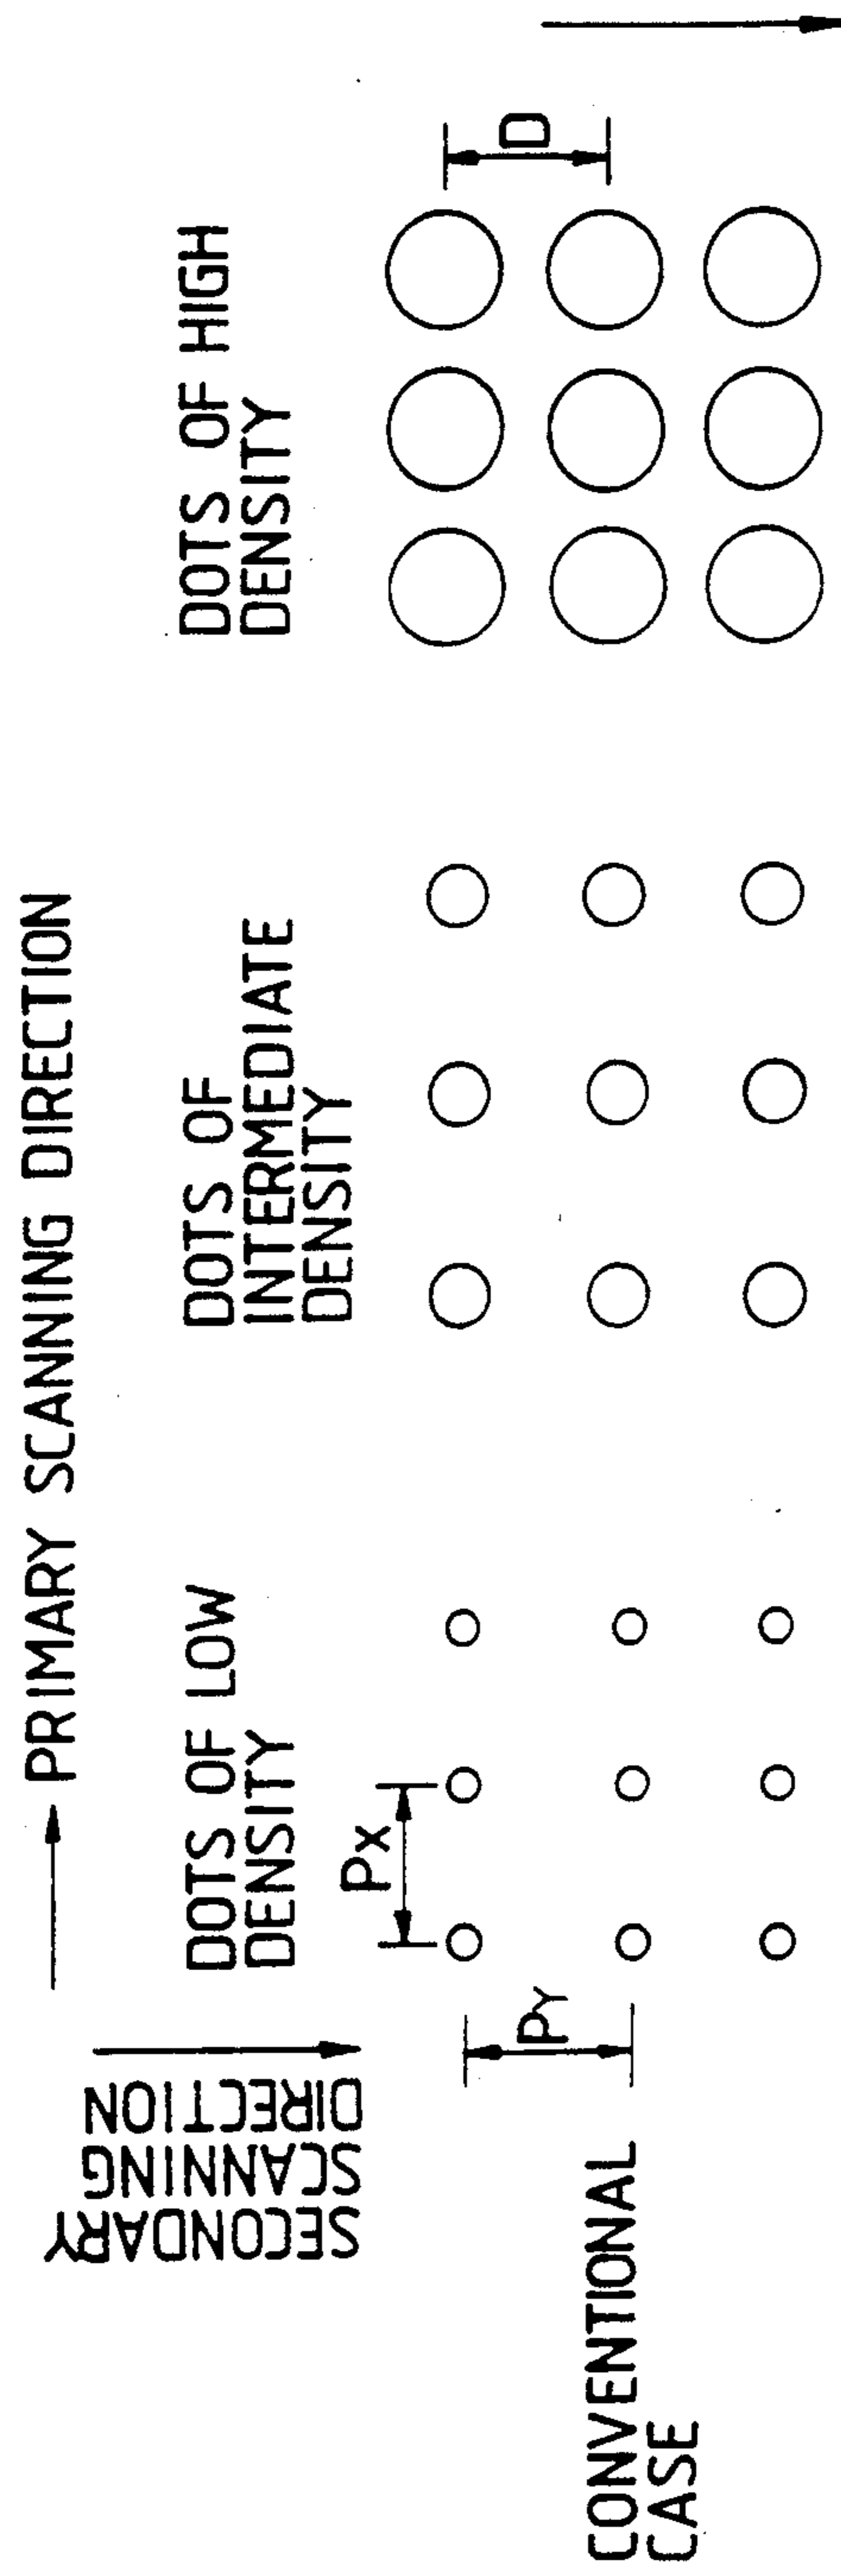 PRIMARY SCANNING DIRECTION
SECONDARY
SCANNING
DIRECTION
DOTS OF LOW
DENSITY
DOTS OF
INTERMEDIATE
DENSITY
DOTS OF HIGH
DENSITY
PX
PY
D
CONVENTIONAL
CASE